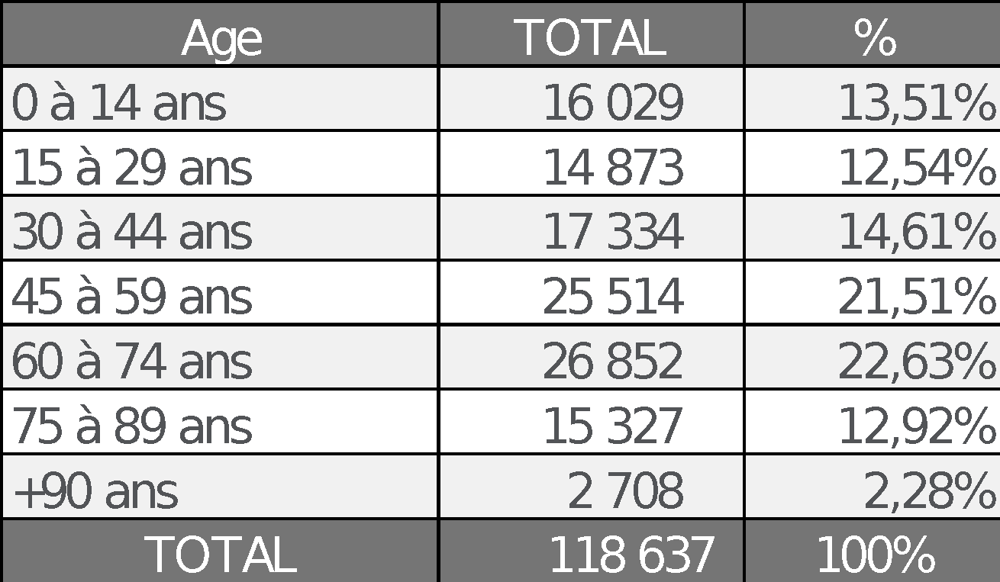 Age TOTAL %
0 à 14 ans 16 029 13,51%
15 à 29 ans 14 873 12,54%
30 à 44 ans 17 334 14,61%
45 à 59 ans 25 514 21,51%
60 à 74 ans 26 852 22,63%
75 à 89 ans 15 327 12,92%
+90 ans 2 708 2,28%
TOTAL 118 637 100%